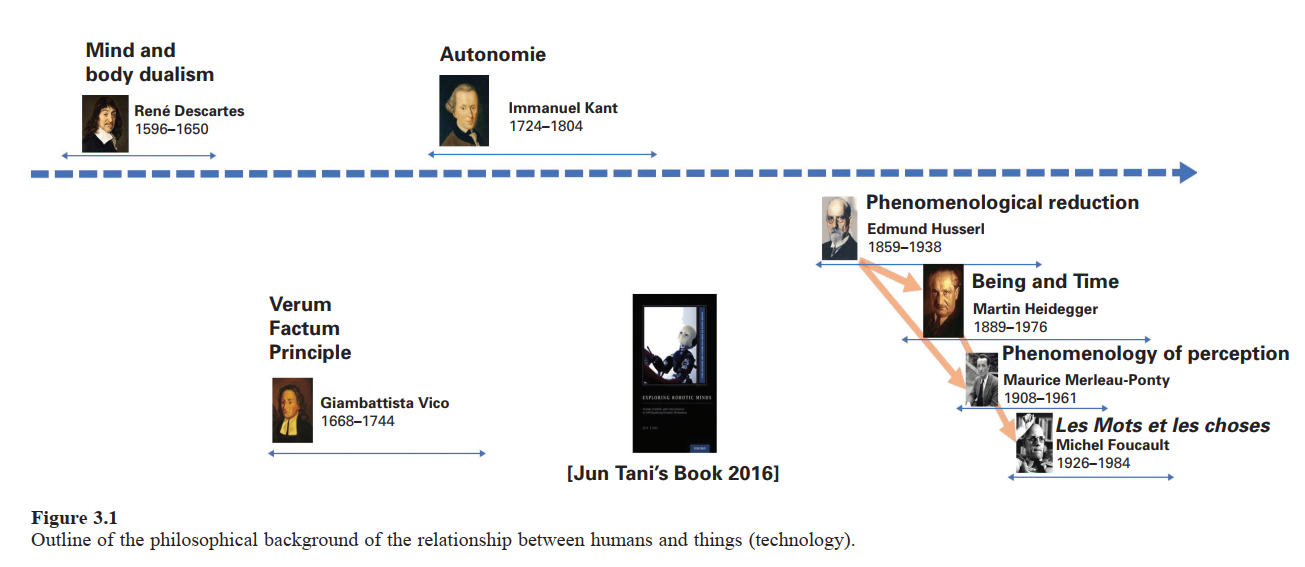 Mind and
body dualism
René Descartes
1596–1650
Autonomie
Immanuel Kant
1724–1804
Phenomenological reduction
Edmund Husserl
1859–1938
Being and Time
Martin Heidegger
1889–1976
Phenomenology of perception
Maurice Merleau-Ponty
1908–1961
Les Mots et les choses
Michel Foucault
1926–1984
Verum
Factum
Principle
Giambattista Vico
1668–1744
EXPLORING ROBOTIC MINDS
[Jun Tani’s Book 2016]
Figure 3.1
Outline of the philosophical background of the relationship between humans and things (technology).